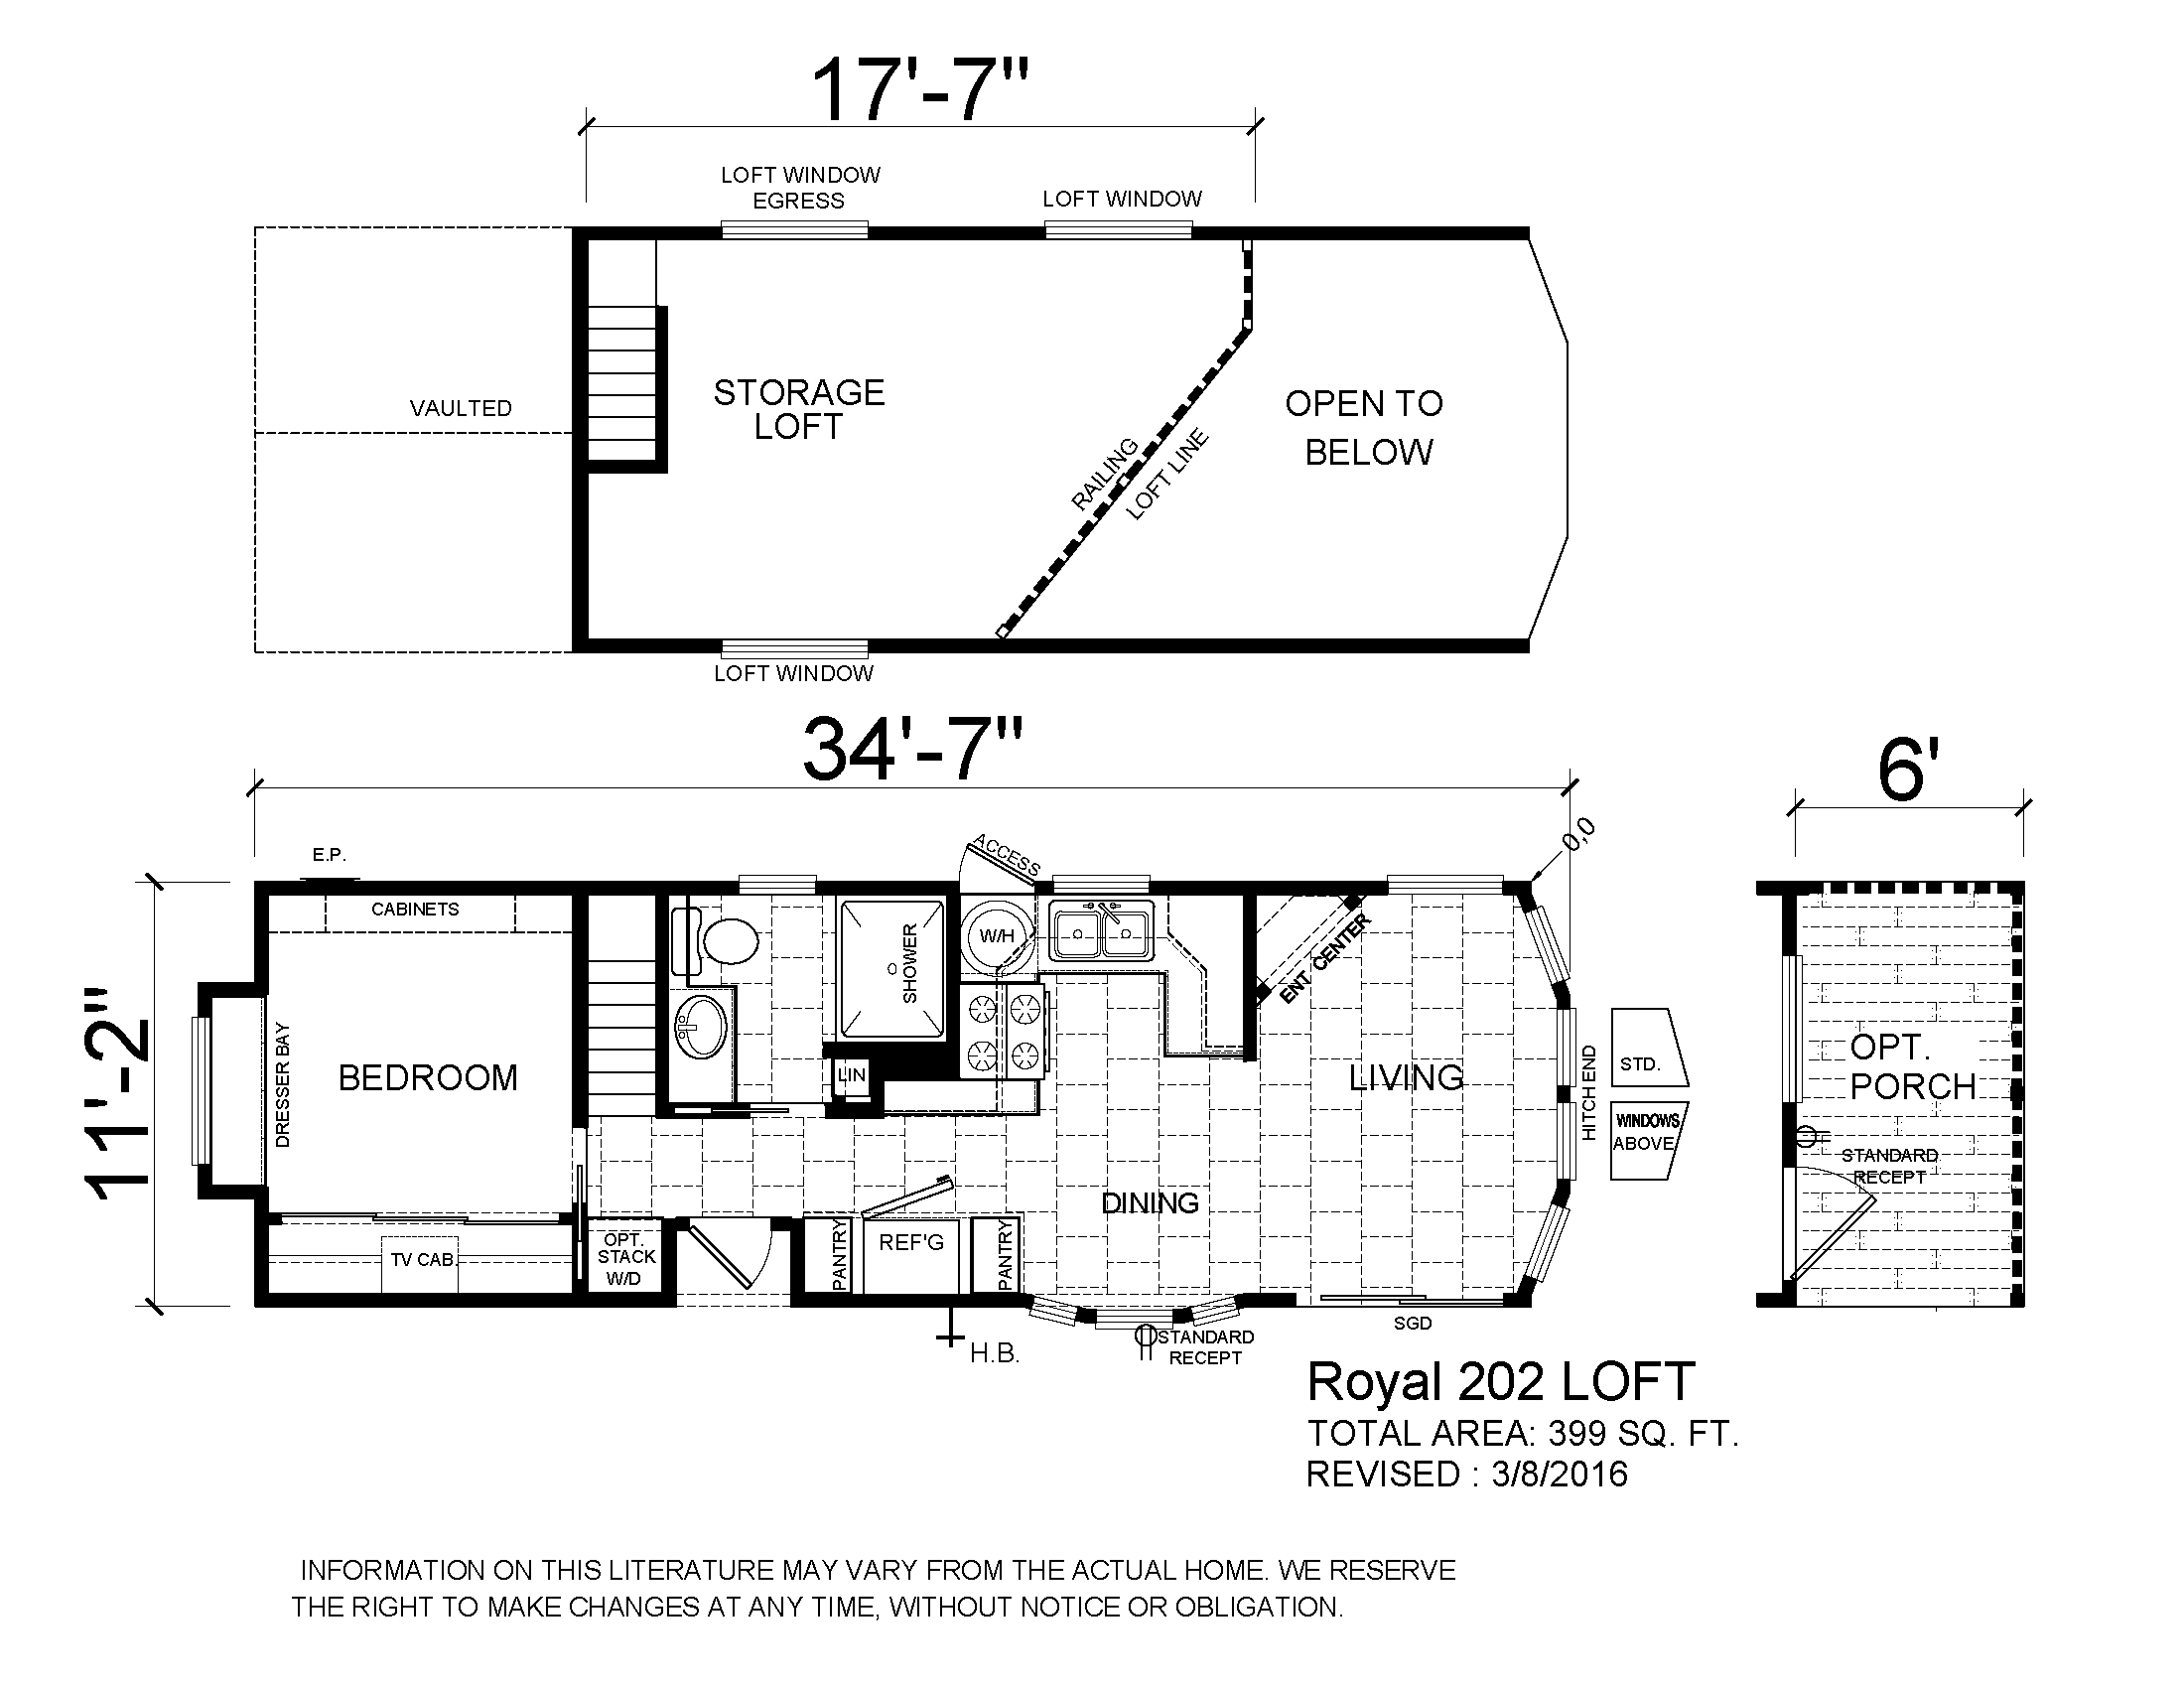 17'-7"
LOFT WINDOW
EGRESS
LOFT WINDOW
VAULTED
STORAGE
LOFT
OPEN TO
BELOW
RAILING
LOFT LINE
LOFT WINDOW
34'-7"
6'
11'-2"
E.P.
ACCESS
0,0
CABINETS
W/H
SHOWER
ENT. CENTER
DRESSER BAY
BEDROOM
LIN
LIVING
HITCH END
STD.
WINDOWS
ABOVE
OPT.
PORCH
STANDARD
RECEPT
DINING
TV CAB.
OPT.
STACK
W/D
PANTRY
REF'G
PANTRY
SGD
STANDARD
RECEPT
H.B.
Royal 202 LOFT
TOTAL AREA: 399 SQ. FT.
REVISED : 3/8/2016
INFORMATION ON THIS LITERATURE MAY VARY FROM THE ACTUAL HOME. WE RESERVE
THE RIGHT TO MAKE CHANGES AT ANY TIME, WITHOUT NOTICE OR OBLIGATION.